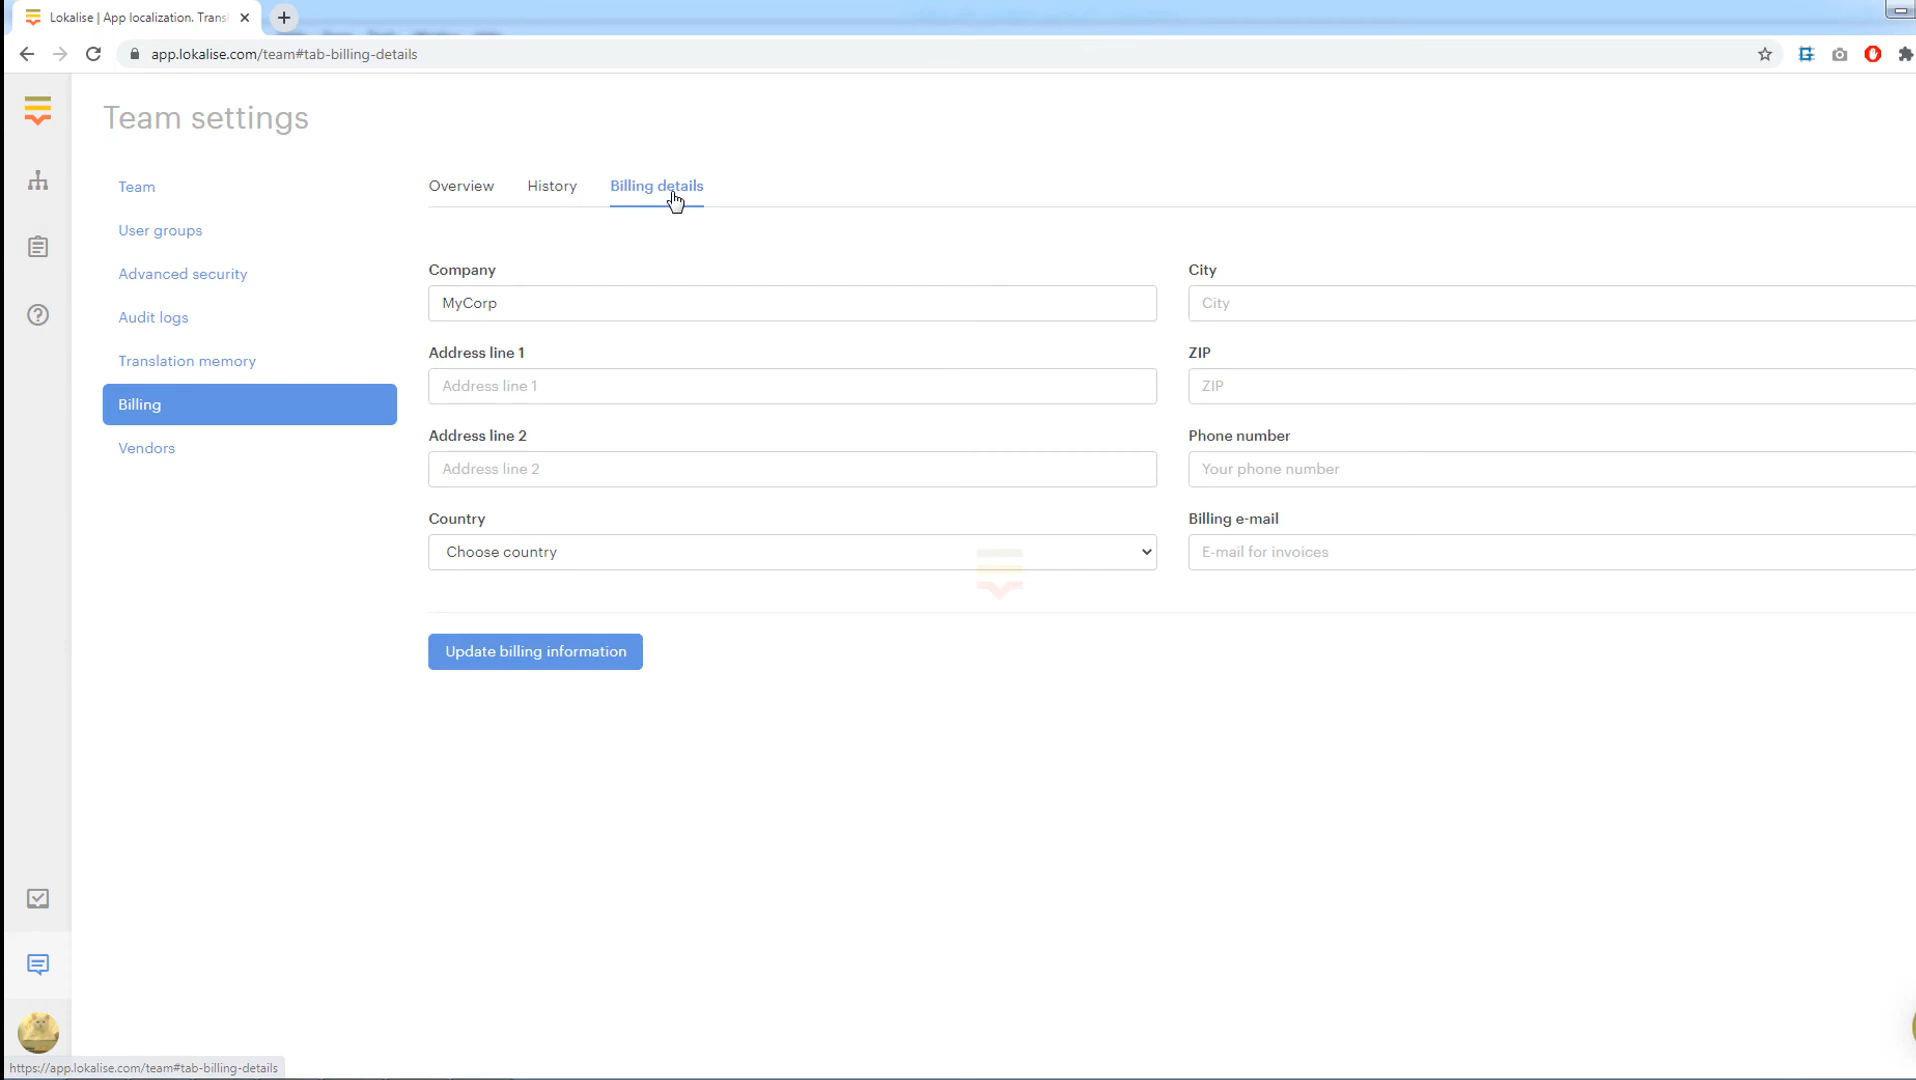 Lokalise | App localization. Transl
app.lokalise.com/team#tab-billing-details
Team settings
Team
User groups
Advanced security
Audit logs
Translation memory
Billing
Vendors
Overview
History
Billing details
Company
MyCorp
City
City
Address line 1
Address line 1
ZIP
ZIP
Address line 2
Address line 2
Phone number
Your phone number
Country
Choose country
Billing e-mail
E-mail for invoices
Update billing information
https://app.lokalise.com/team#tab-billing-details